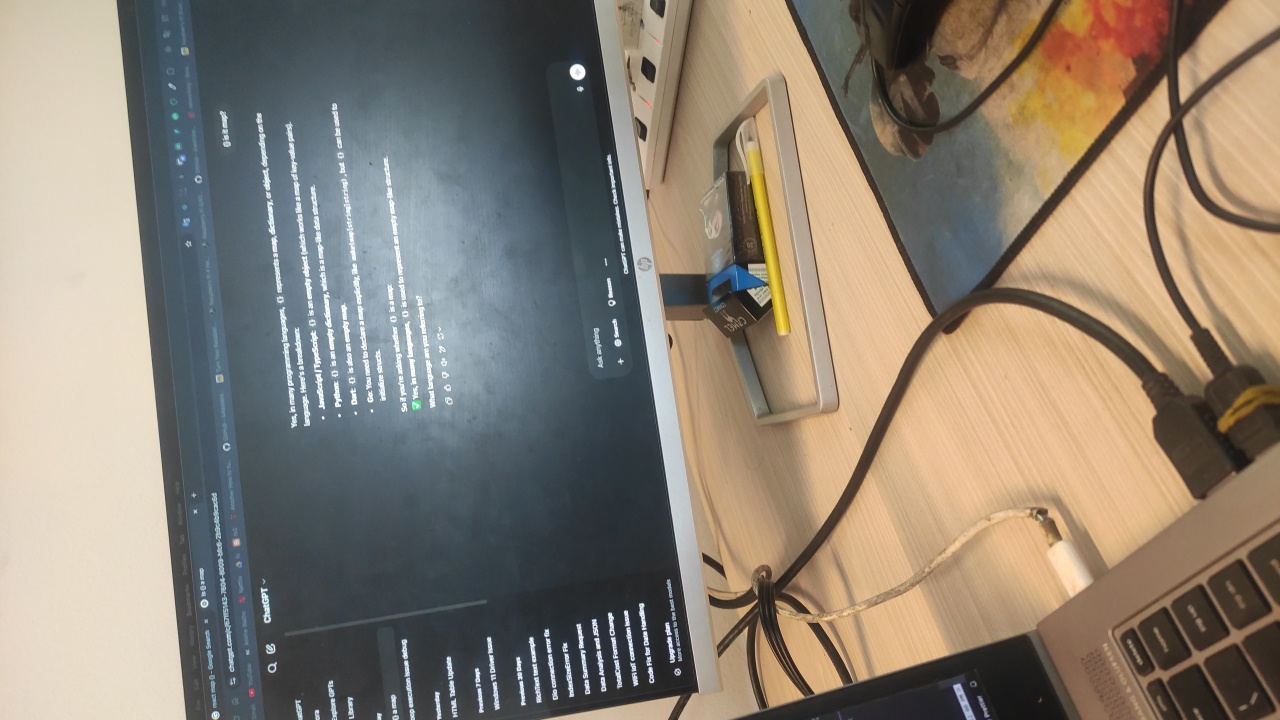 react map {} - Google Search
is {} a map
chatgpt.com/c/67ff5143-7604-8009-bfc6-2b9c4b9cac6d
YouTube
Anime Mattu
Netflix
ChatGPT
{} is it map?
Explore GPTs
Library
{} a map
oop execution issue debug
Yesterday
HTML Table Update
Previous 7 Days
Windows 11 Driver Issue
Previous 30 Days
RichText text example
Dio connection error fix
IndexSizeError Fix
Data Summary Request
Data Analysis and JSON
TotalCost Format Change
WiFi IoT connection issue
Code Fix for Date Handling
Upgrade plan
More access to the best models
Yes, in many programming languages, {} represents a map, dictionary, or object, depending on the
language. Here's a breakdown:
• JavaScript / TypeScript: {} is an empty object (which works like a map of key-value pairs).
• Python: {} is an empty dictionary, which is a map-like data structure.
• Dart: {} is also an empty map.
• Go: You need to declare a map explicitly, like make(map[string]string), but {} can be used to
initialize structs.
So if you're asking whether {} is a map:
✅ Yes, in many languages, {} is used to represent an empty map-like structure.
What language are you referring to?
Ask anything
Search
Reason
ChatGPT can make mistakes. Check important info.
hp
CAMEL
Prettier
BANG & OLUFSEN
delete
home
pg up
pg dn